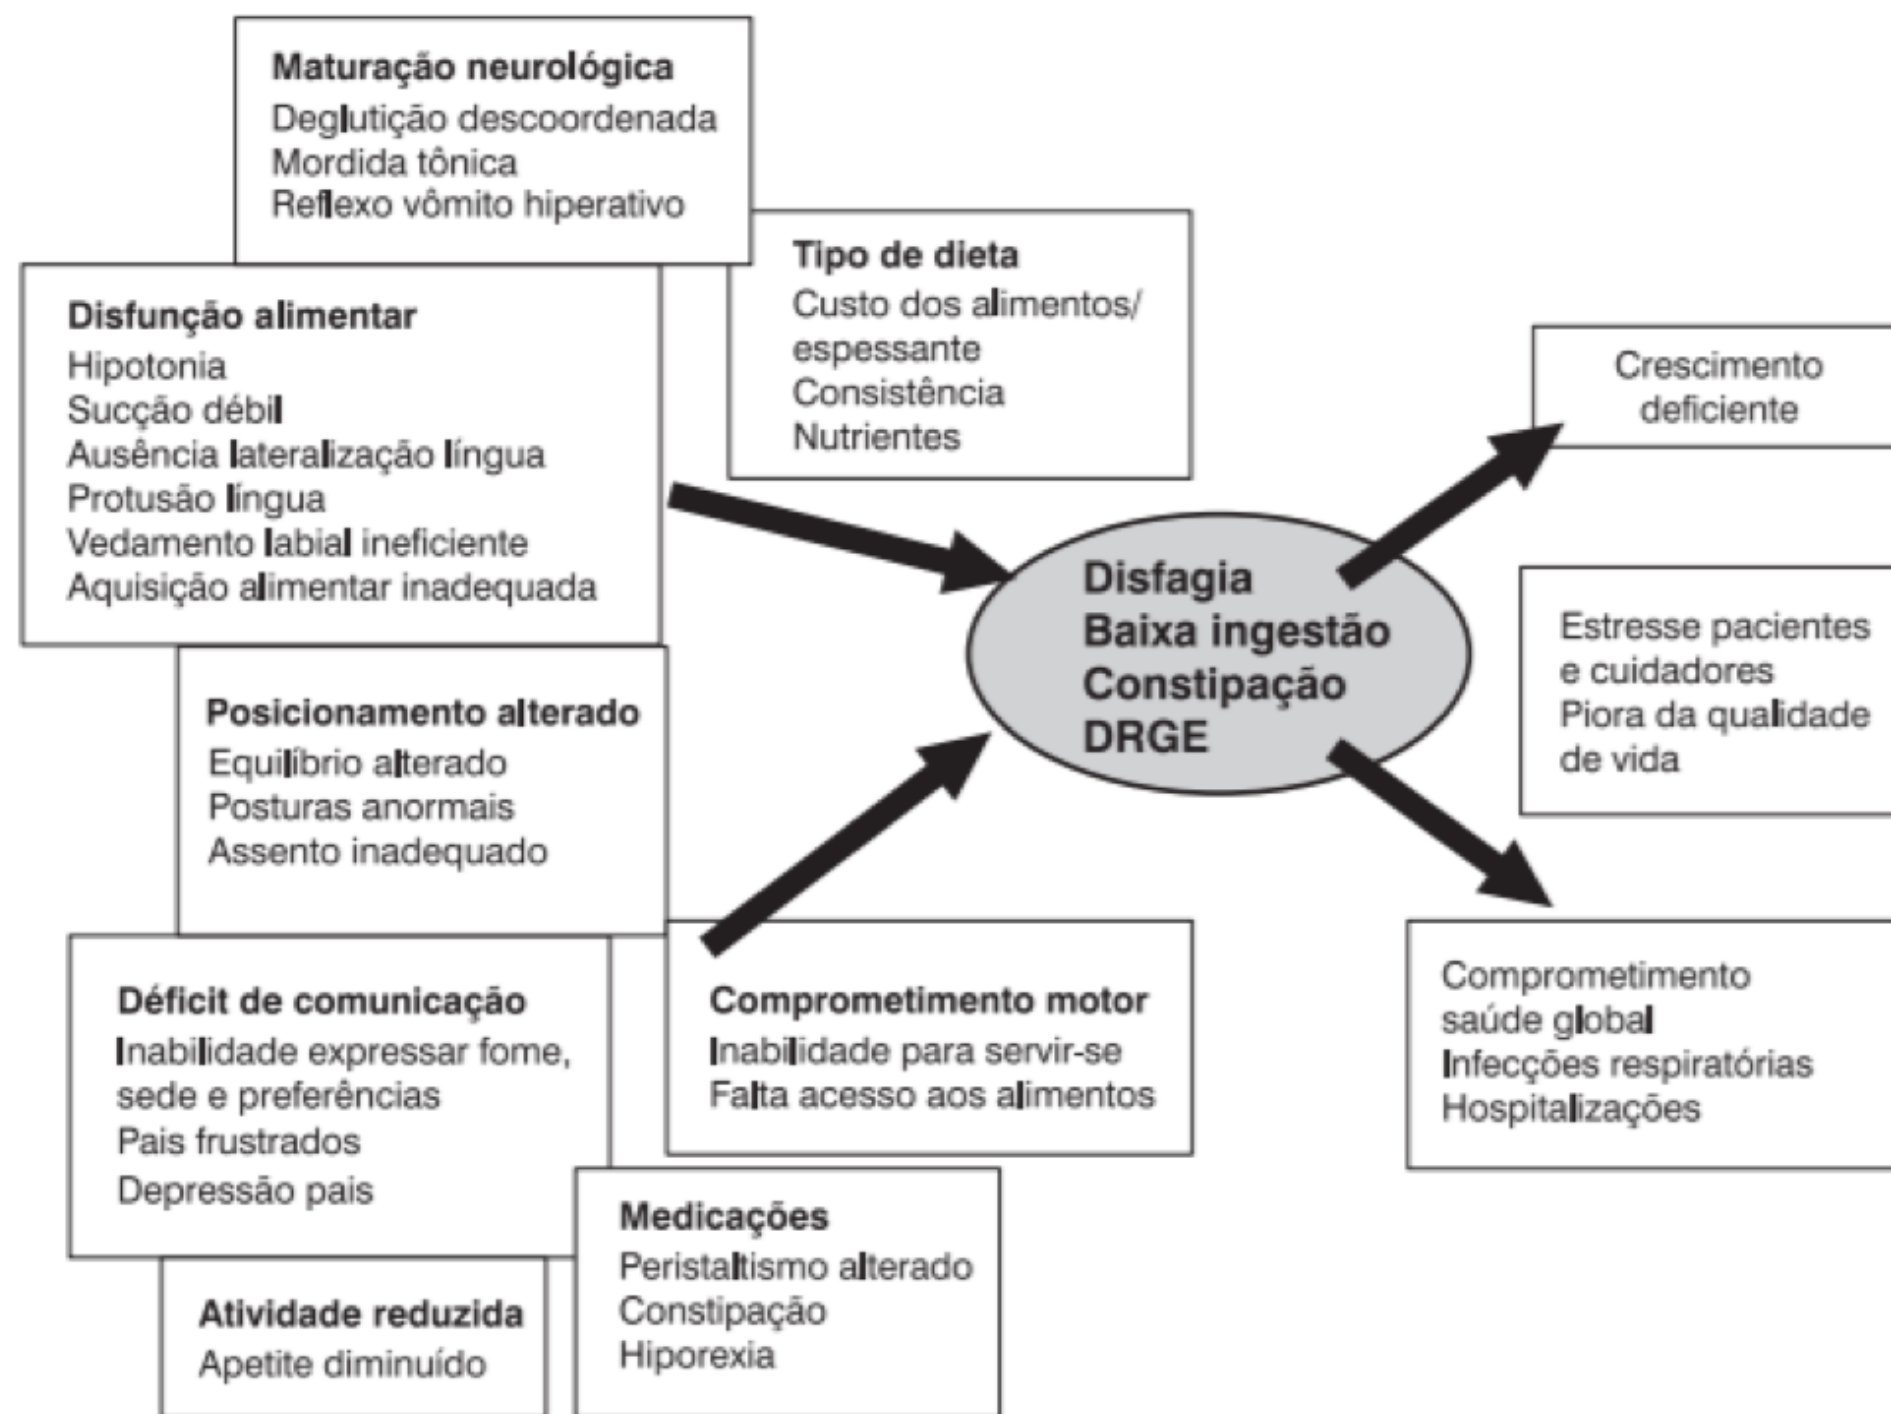 Maturação neurológica
Deglutição descoordenada
Mordida tônica
Reflexo vômito hiperativo
Tipo de dieta
Custo dos alimentos/
espessante
Consistência
Nutrientes
Disfunção alimentar
Hipotonia
Sucção débil
Ausência lateralização língua
Protusão língua
Vedamento labial ineficiente
Aquisição alimentar inadequada
Posicionamento alterado
Equilíbrio alterado
Posturas anormais
Assento inadequado
Déficit de comunicação
Inabilidade expressar fome,
sede e preferências
Pais frustrados
Depressão pais
Comprometimento motor
Inabilidade para servir-se
Falta acesso aos alimentos
Medicações
Peristaltismo alterado
Constipação
Hiporexia
Atividade reduzida
Apetite diminuído
Disfagia
Baixa ingestão
Constipação
DRGE
Crescimento
deficiente
Estresse pacientes
e cuidadores
Piora da qualidade
de vida
Comprometimento
saúde global
Infecções respiratórias
Hospitalizações